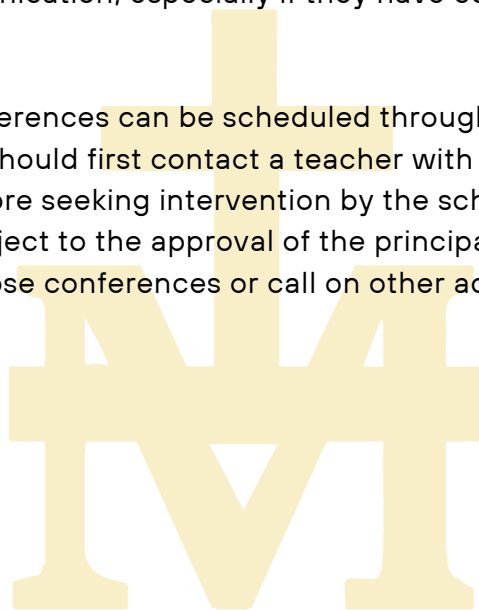 erences can be scheduled through
hould first contact a teacher with
ore seeking intervention by the sch
ject to the approval of the principa
ose conferences or call on other ad
M